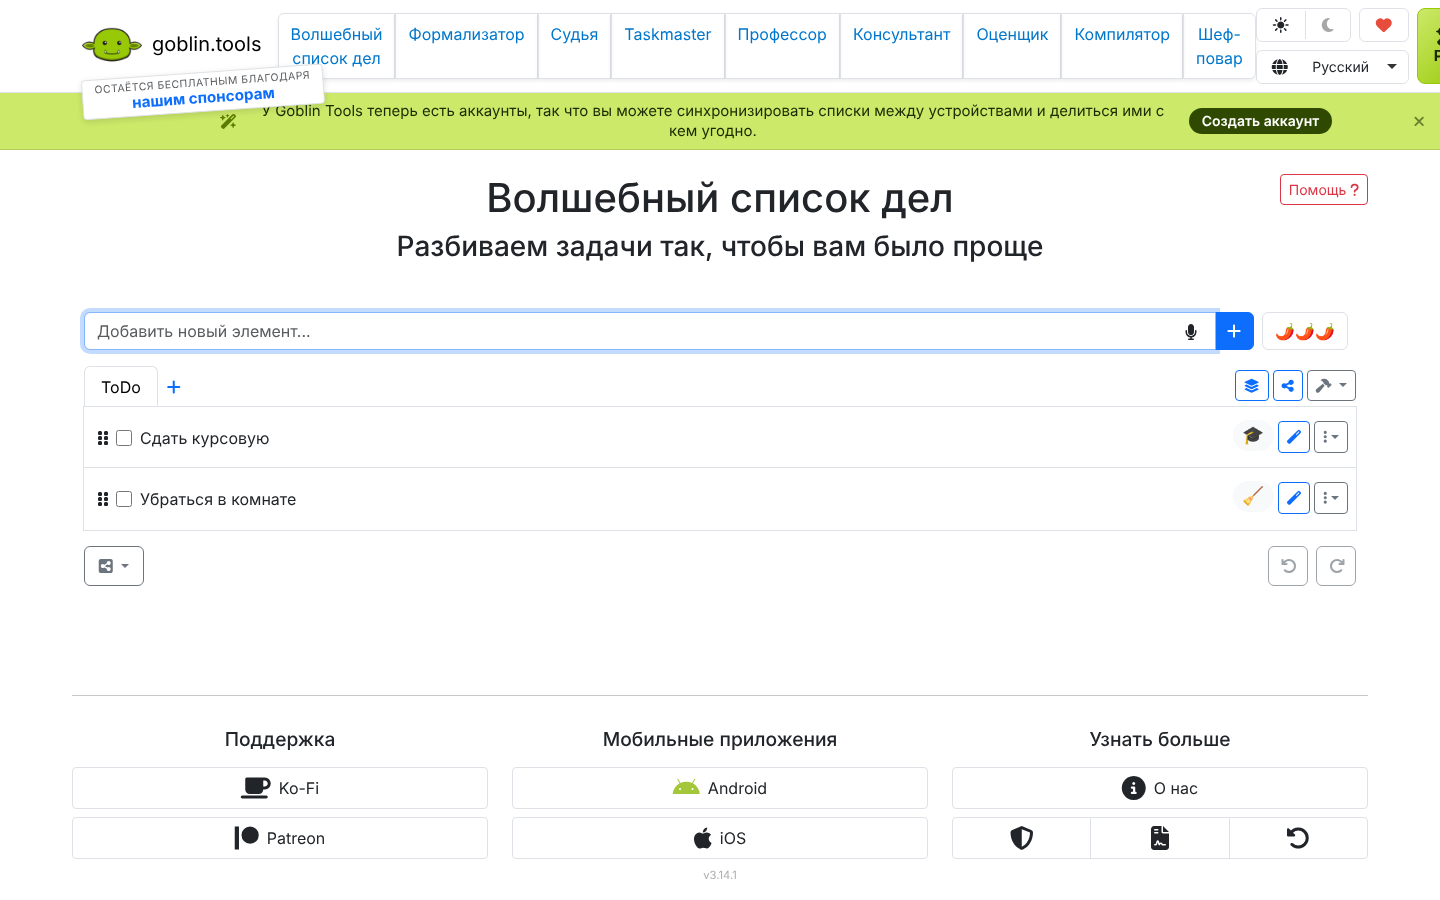 goblin.tools
ОСТАЁТСЯ БЕСПЛАТНЫМ БЛАГОДАРЯ
нашим спонсорам
Волшебный
список дел
Формализатор
Судья
Taskmaster
Профессор
Консультант
Оценщик
Компилятор
Шеф-
повар
Русский
У Goblin Tools теперь есть аккаунты, так что вы можете синхронизировать списки между устройствами и делиться ими с
кем угодно.
Создать аккаунт
Волшебный список дел
Помощь
Разбиваем задачи так, чтобы вам было проще
Добавить новый элемент...
ToDo
Сдать курсовую
Убраться в комнате
Поддержка
Ko-Fi
Patreon
Мобильные приложения
Android
iOS
Узнать больше
О нас
v3.14.1